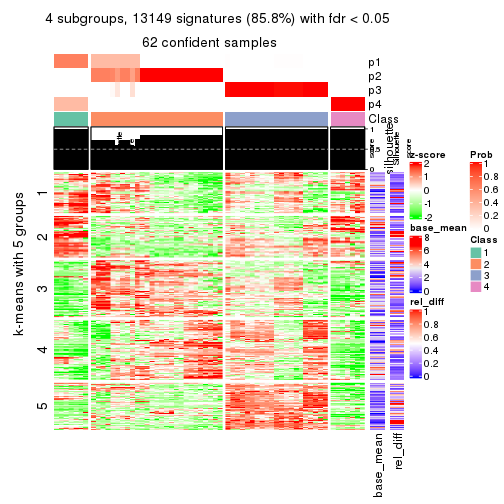 4 subgroups, 13149 signatures (85.8%) with fdr < 0.05
62 confident samples
p1
p2
p3
p4
Class
silhouette
1
0.5
0
k-means with 5 groups
1
2
3
4
5
base_mean
rel_diff
z-score
2
1
0
-1
-2
base_mean
8
6
4
2
0
rel_diff
1
0.8
0.6
0.4
0.2
0
Prob
1
0.8
0.6
0.4
0.2
0
Class
1
2
3
4